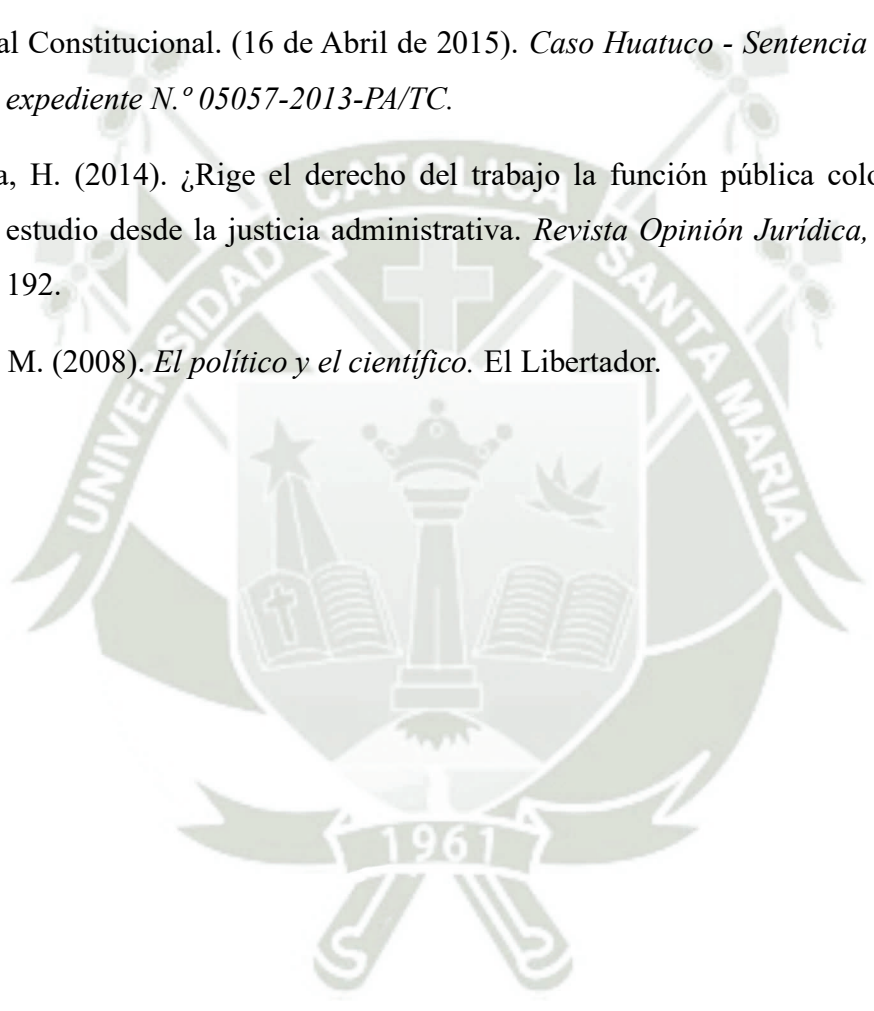 al Constitucional. (16 de Abril de 2015). Caso Huatuco - Sentencia
expediente N.º 05057-2013-PA/TC.
a, H. (2014). ¿Rige el derecho del trabajo la función pública colo
estudio desde la justicia administrativa. Revista Opinión Jurídica,
192.
M. (2008). El político y el científico. El Libertador.
UNIVERSIDAD CATOLICA SANTA MARIA
1961